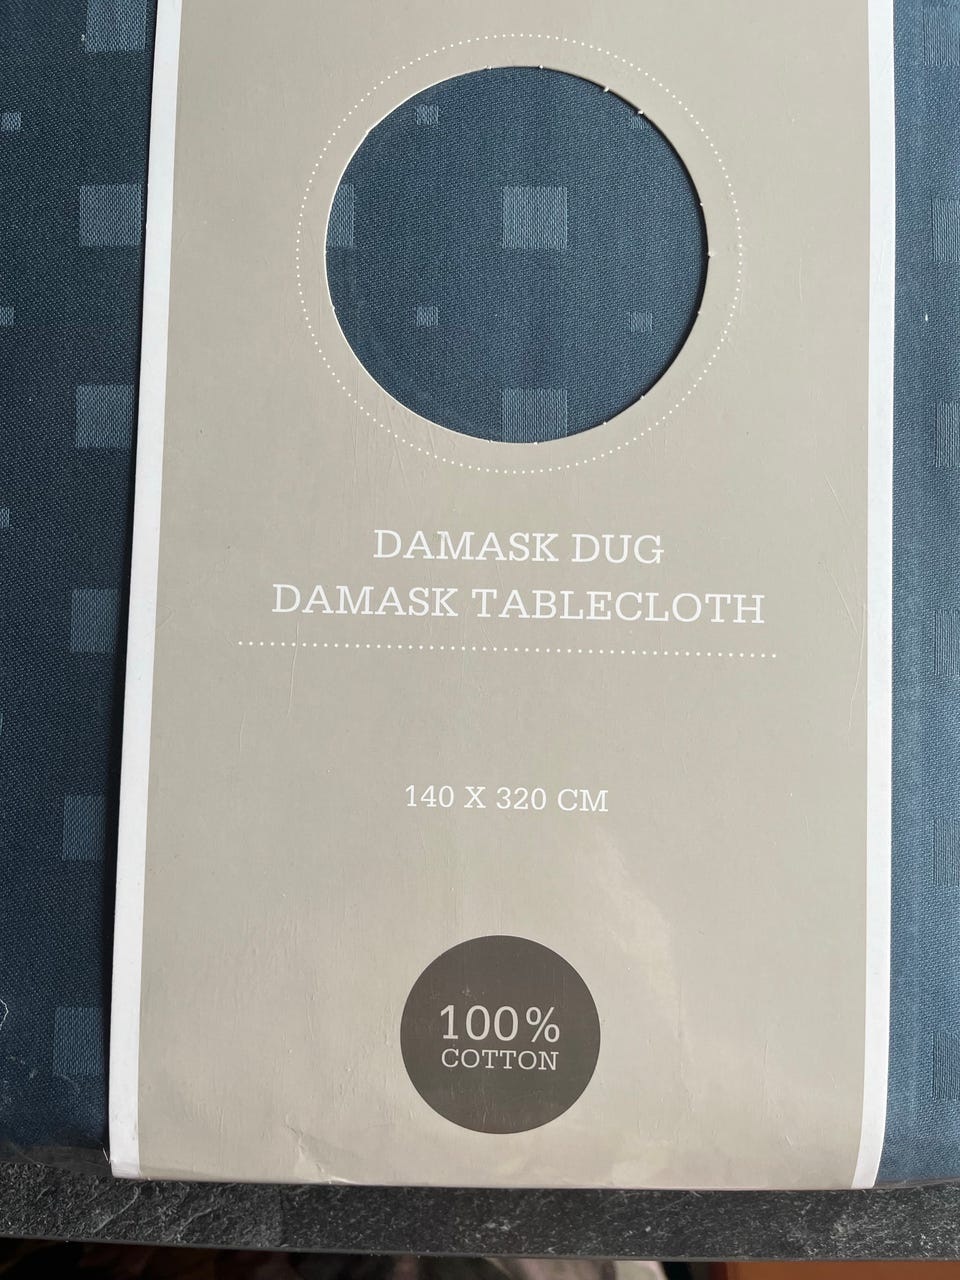 DAMASK DUG
DAMASK TABLECLOTH
140 X 320 CM
100%
COTTON